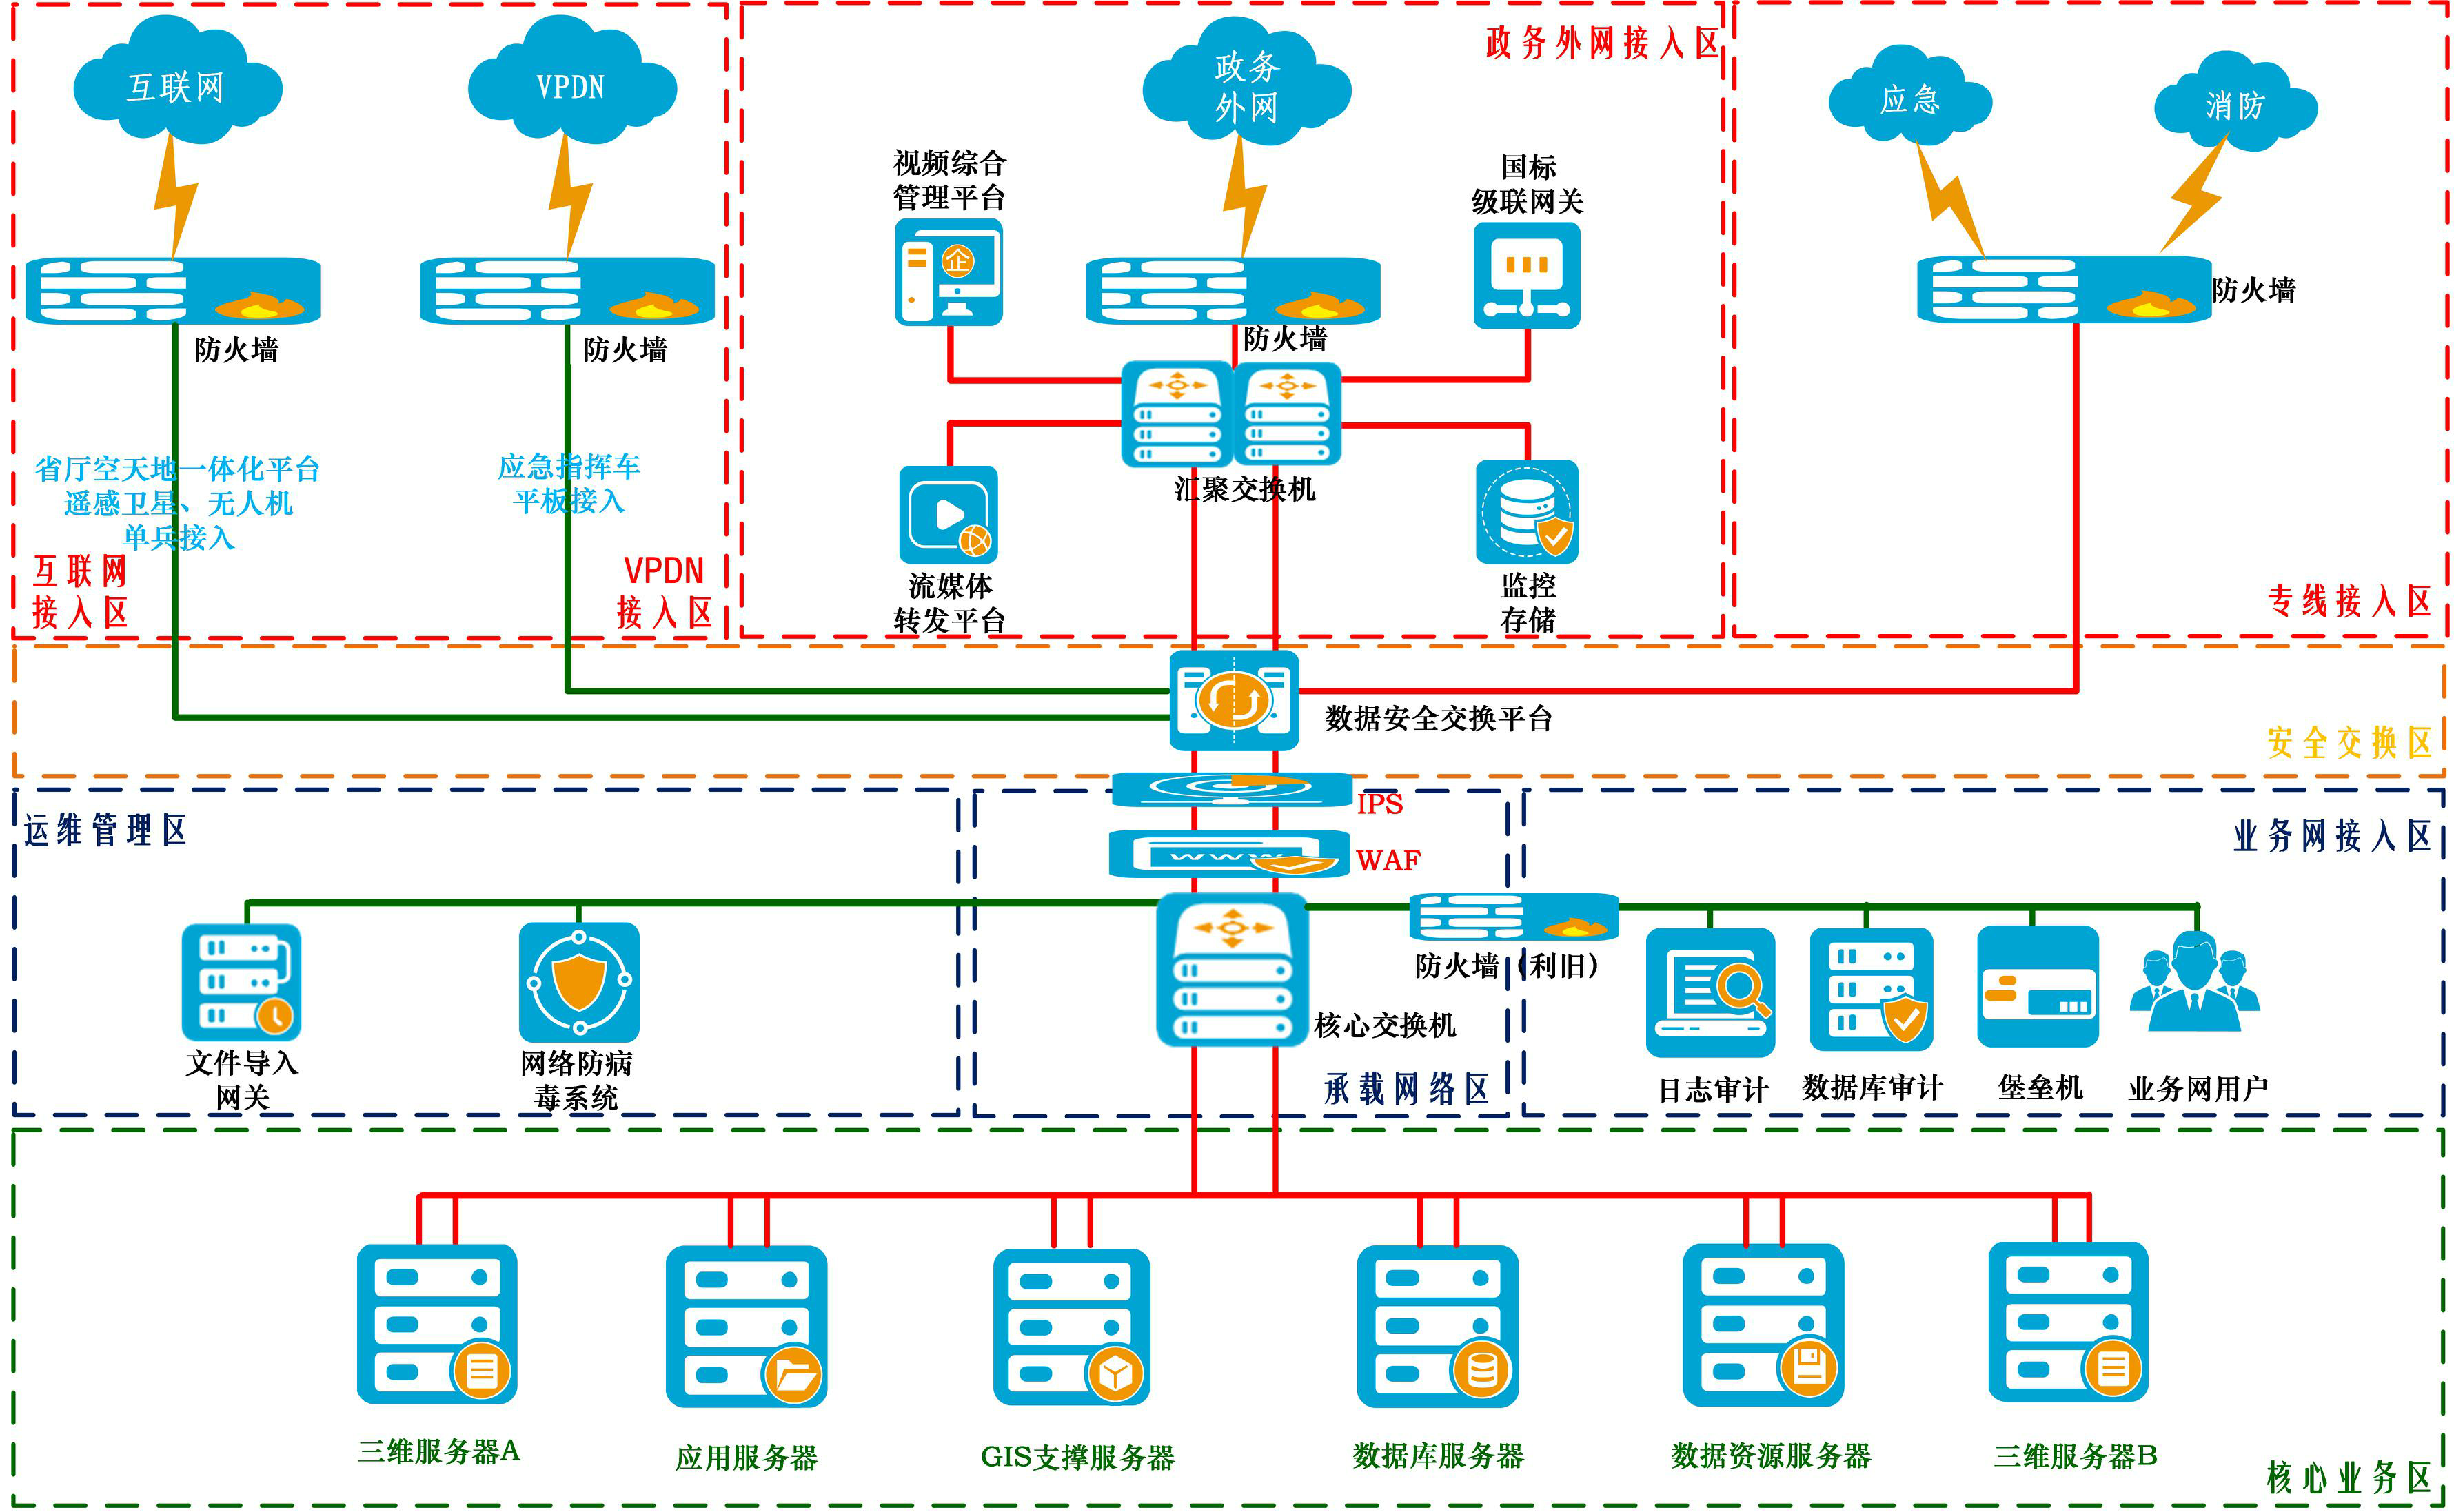 互联网
VPDN
政务
外网
政务外网接入区
应急
消防
视频综合
管理平台
企
国标
级联网关
防火墙
防火墙
防火墙
防火墙
省厅空天地一体化平台
遥感卫星、无人机
单兵接入
应急指挥车
平板接入
汇聚交换机
互联网
接入区
VPDN
接入区
流媒体
转发平台
监控
存储
专线接入区
数据安全交换平台
安全交换区
运维管理区
IPS
WAF
WWW
业务网接入区
防火墙（利旧）
核心交换机
文件导入
网关
网络防病
毒系统
承载网络区
日志审计
数据库审计
堡垒机
业务网用户
三维服务器A
应用服务器
GIS支撑服务器
数据库服务器
数据资源服务器
三维服务器B
核心业务区